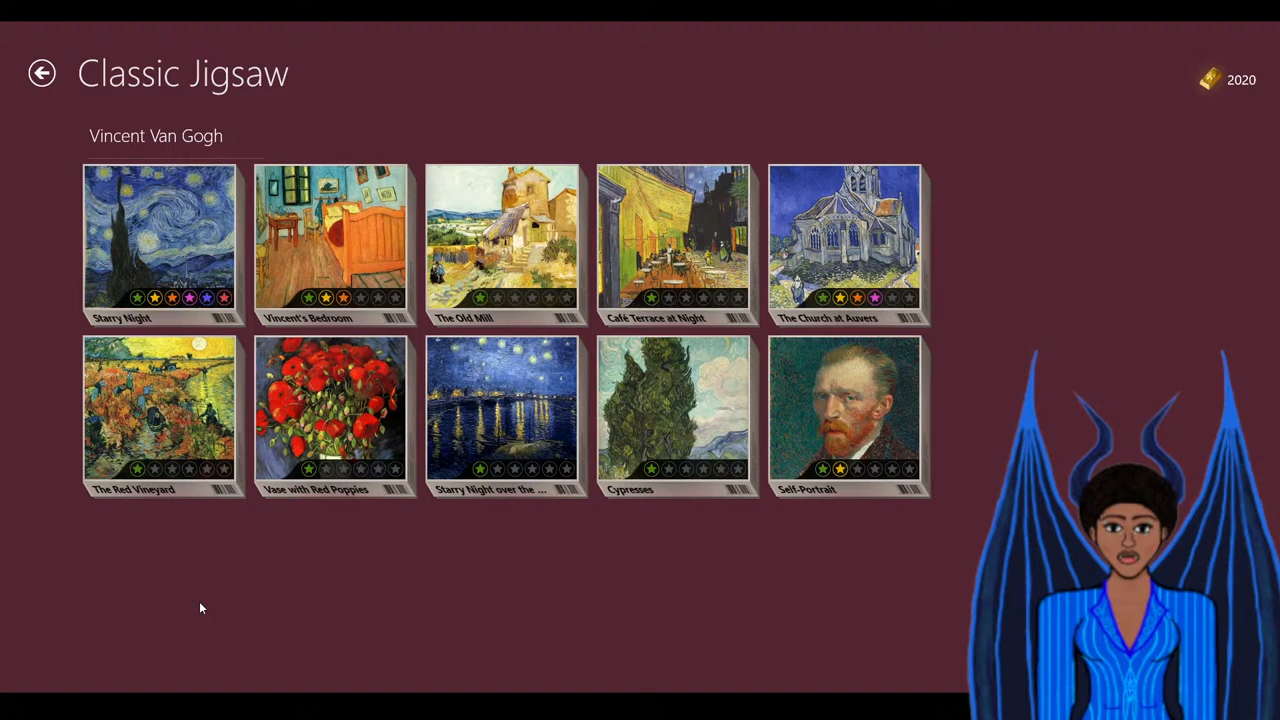 Classic Jigsaw
2020
Vincent Van Gogh
Starry Night
Vincent's Bedroom
The Old Mill
Café Terrace at Night
The Church at Auvers
The Red Vineyard
Vase with Red Poppies
Starry Night over the ...
Cypresses
Self-Portrait